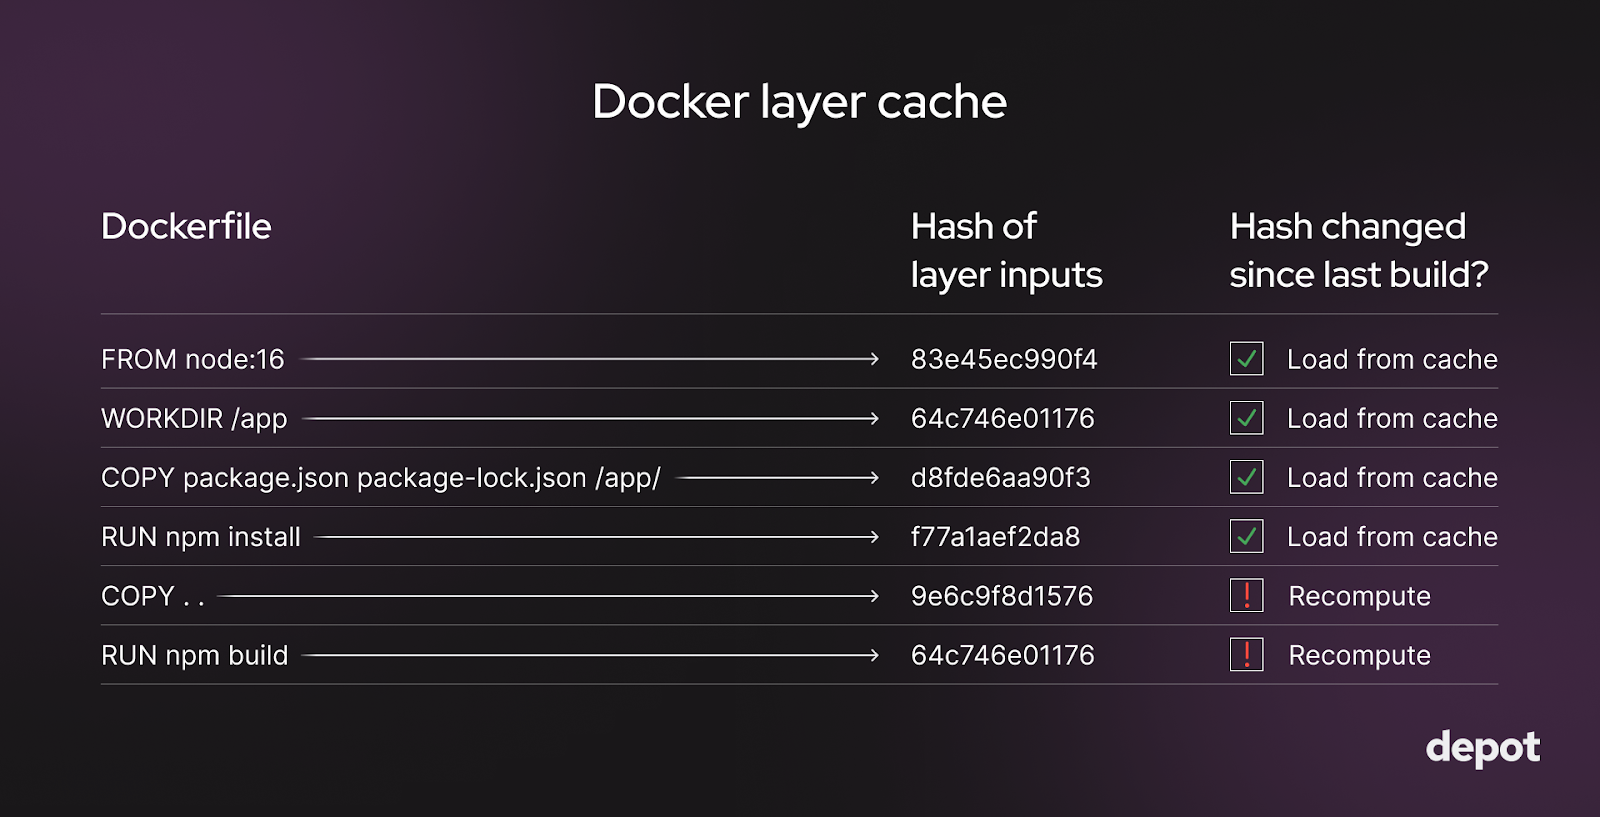 Docker layer cache
Dockerfile
Hash of
layer inputs
Hash changed
since last build?
FROM node:16 83e45ec990f4 Load from cache
WORKDIR /app 64c746e01176 Load from cache
COPY package.json package-lock.json /app/ d8fde6aa90f3 Load from cache
RUN npm install f77a1aef2da8 Load from cache
COPY . . 9e6c9f8d1576 Recompute
RUN npm build 64c746e01176 Recompute
depot